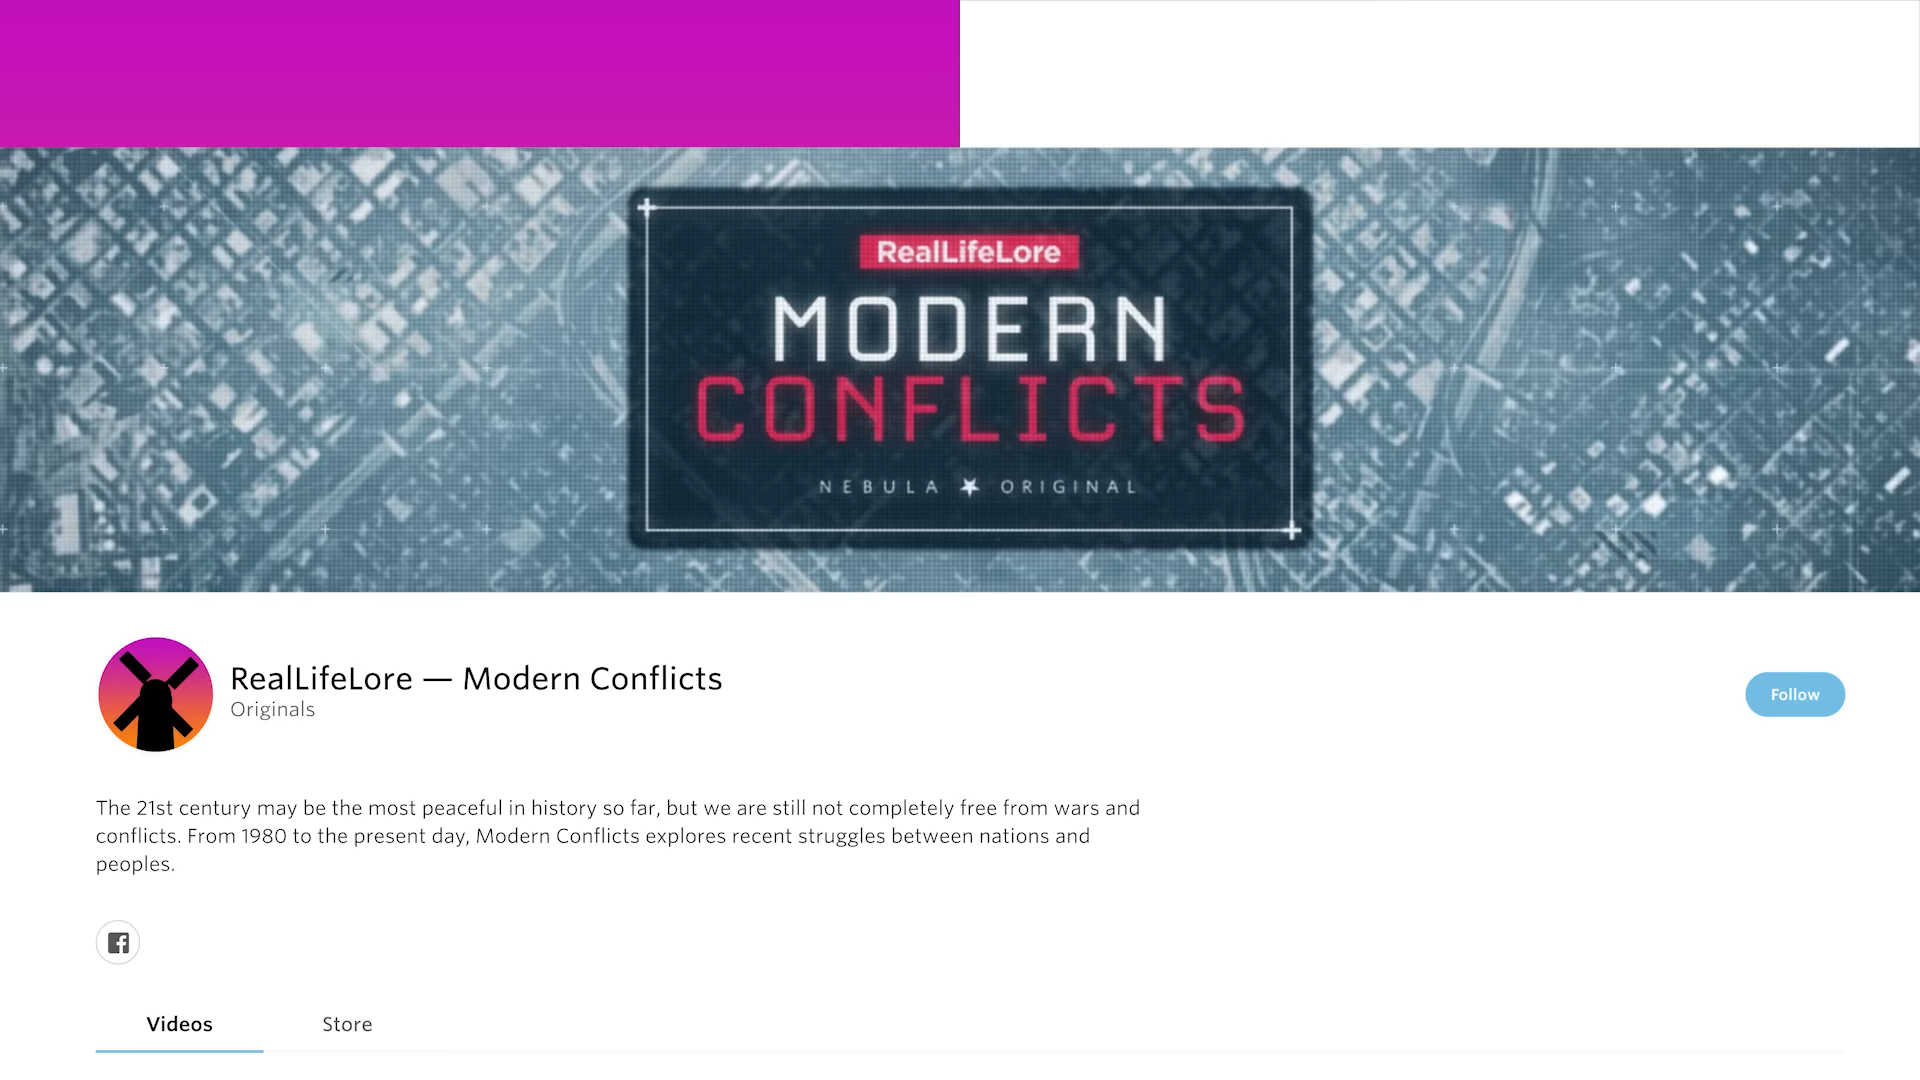 RealLifeLore
MODERN
CONFLICTS
NEBULA ORIGINAL
RealLifeLore — Modern Conflicts
Originals
Follow
The 21st century may be the most peaceful in history so far, but we are still not completely free from wars and
conflicts. From 1980 to the present day, Modern Conflicts explores recent struggles between nations and
peoples.
Videos
Store